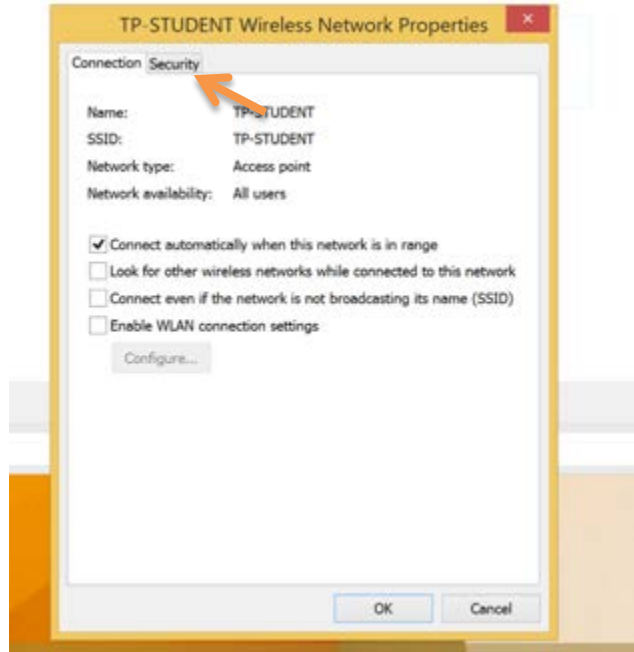 TP-STUDENT Wireless Network Properties
Connection Security
Name: TP-STUDENT
SSID: TP-STUDENT
Network type: Access point
Network availability: All users
Connect automatically when this network is in range
Look for other wireless networks while connected to this network
Connect even if the network is not broadcasting its name (SSID)
Enable WLAN connection settings
Configure...
OK Cancel